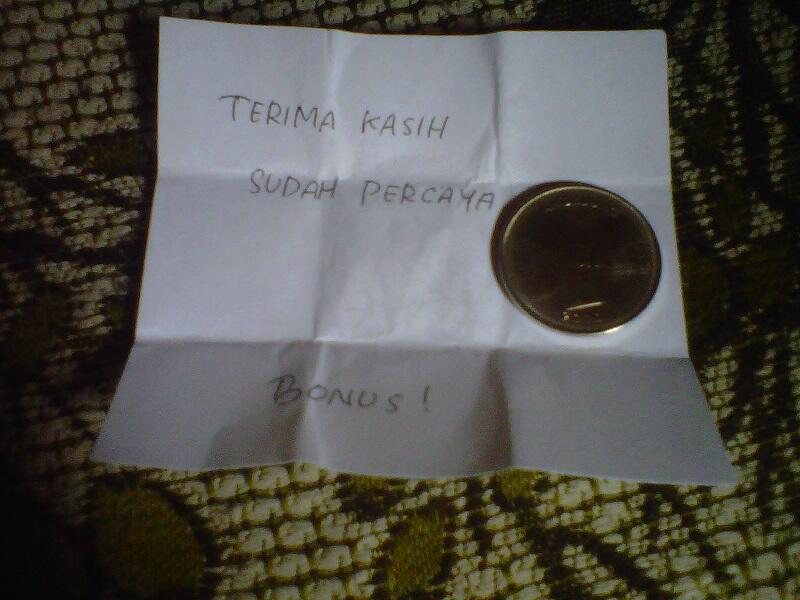 TERIMA KASIH
SUDAH PERCAYA
BONUS!